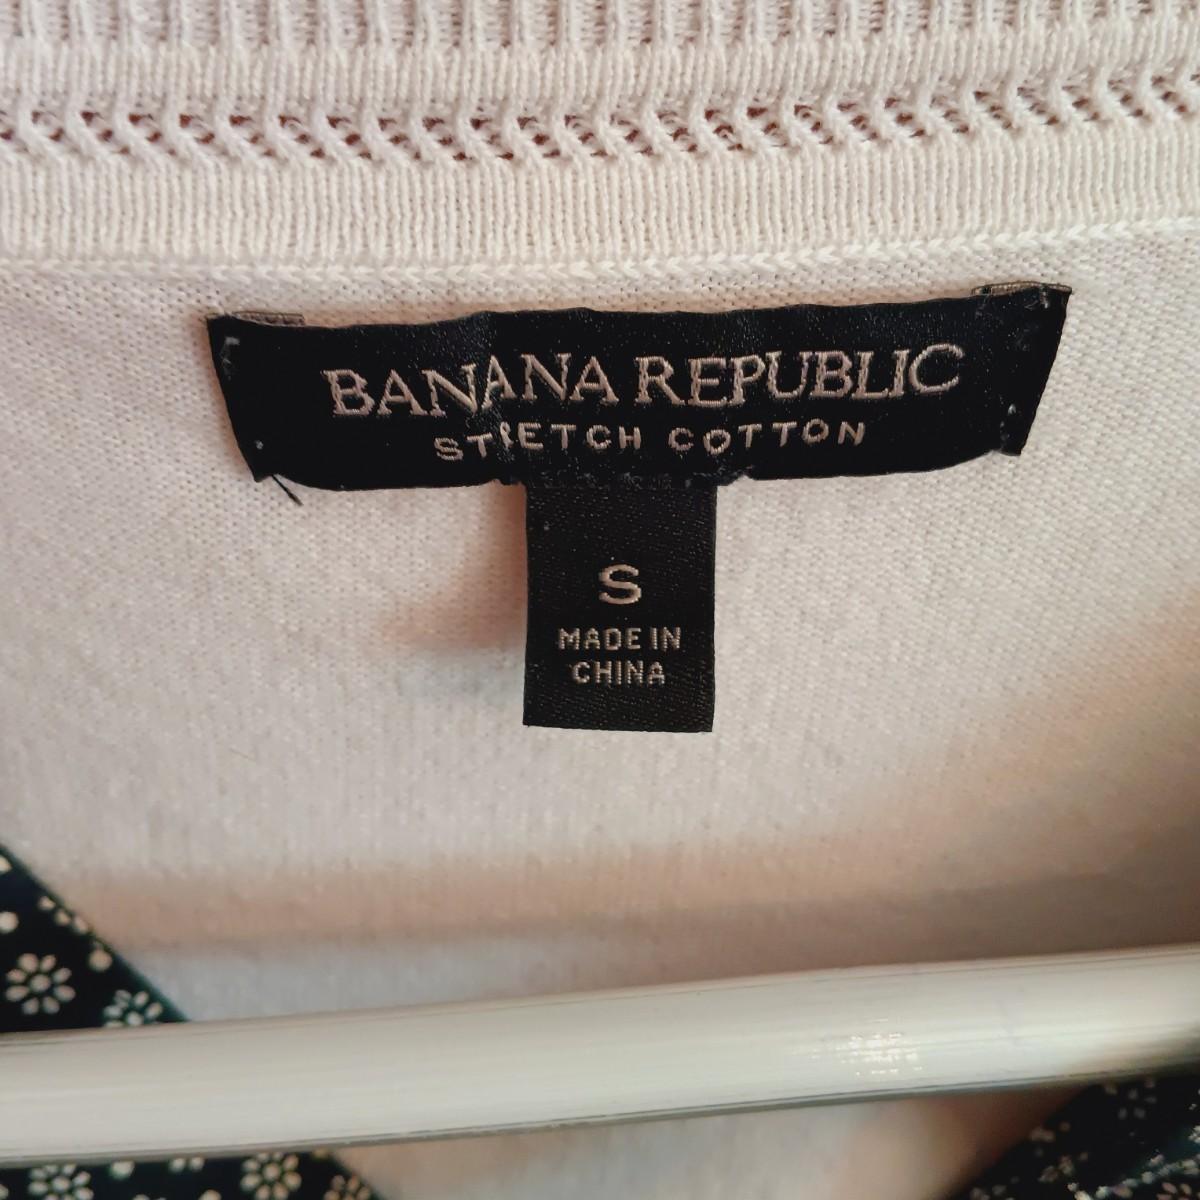 BANANA REPUBLIC
STRETCH COTTON
S
MADE IN
CHINA